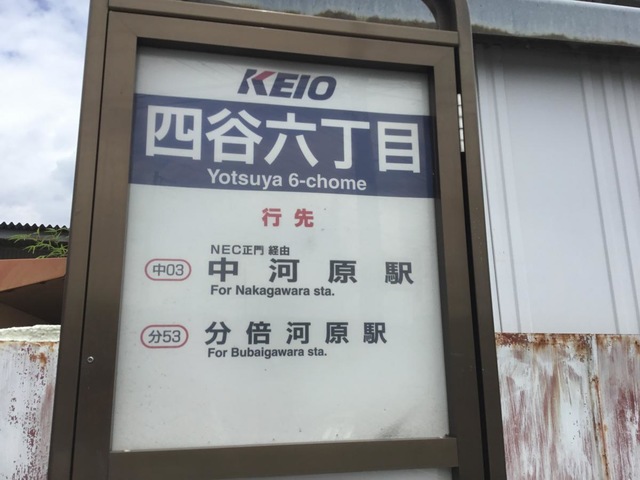 KEIO
四谷六丁目
Yotsuya 6-chome
行先
NEC正門 経由
中03 中河原駅
For Nakagawara sta.
分53 分倍河原駅
For Bubaigawara sta.